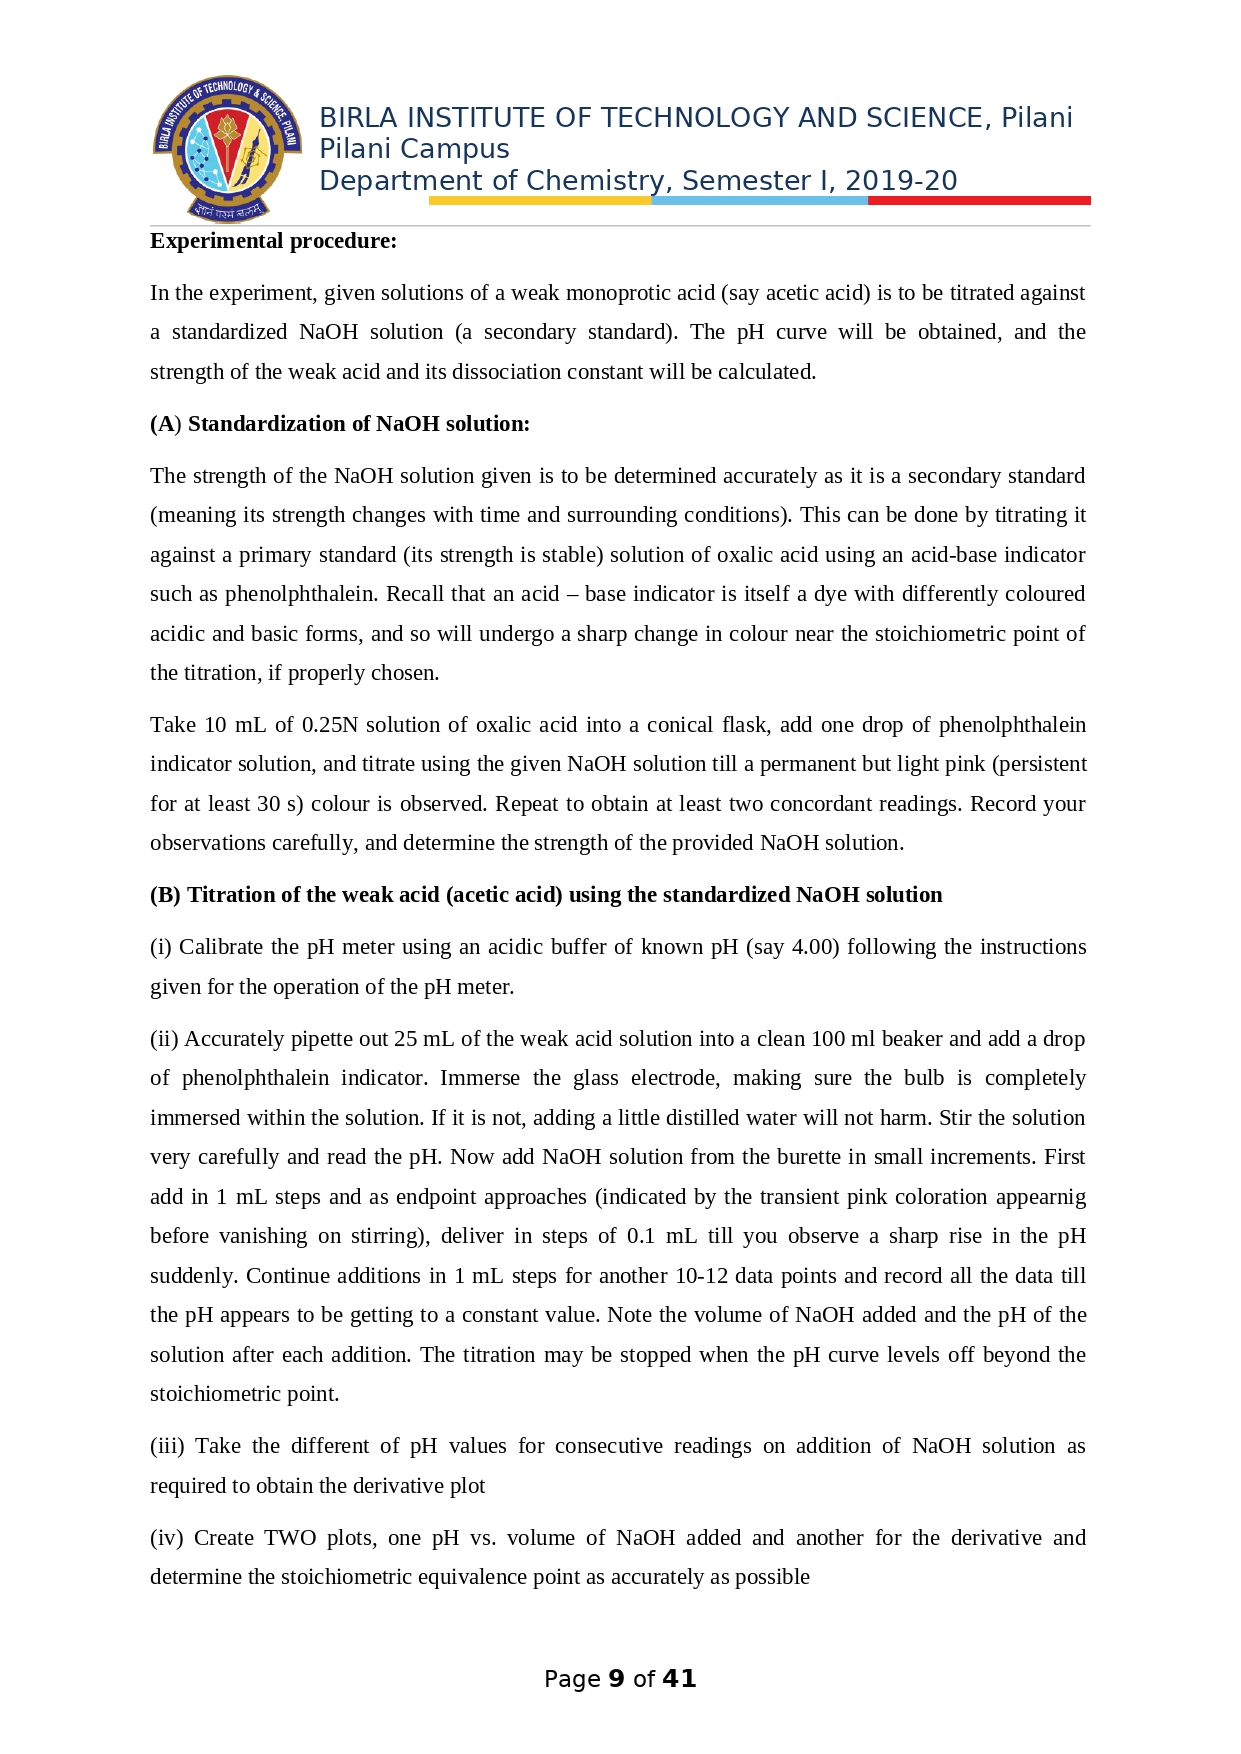 BIRLA INSTITUTE OF TECHNOLOGY & SCIENCE, PILANI
ज्ञानं परमं बलम्
BIRLA INSTITUTE OF TECHNOLOGY AND SCIENCE, Pilani
Pilani Campus
Department of Chemistry, Semester I, 2019-20
Experimental procedure:
In the experiment, given solutions of a weak monoprotic acid (say acetic acid) is to be titrated against
a standardized NaOH solution (a secondary standard). The pH curve will be obtained, and the
strength of the weak acid and its dissociation constant will be calculated.
(A) Standardization of NaOH solution:
The strength of the NaOH solution given is to be determined accurately as it is a secondary standard
(meaning its strength changes with time and surrounding conditions). This can be done by titrating it
against a primary standard (its strength is stable) solution of oxalic acid using an acid-base indicator
such as phenolphthalein. Recall that an acid – base indicator is itself a dye with differently coloured
acidic and basic forms, and so will undergo a sharp change in colour near the stoichiometric point of
the titration, if properly chosen.
Take 10 mL of 0.25N solution of oxalic acid into a conical flask, add one drop of phenolphthalein
indicator solution, and titrate using the given NaOH solution till a permanent but light pink (persistent
for at least 30 s) colour is observed. Repeat to obtain at least two concordant readings. Record your
observations carefully, and determine the strength of the provided NaOH solution.
(B) Titration of the weak acid (acetic acid) using the standardized NaOH solution
(i) Calibrate the pH meter using an acidic buffer of known pH (say 4.00) following the instructions
given for the operation of the pH meter.
(ii) Accurately pipette out 25 mL of the weak acid solution into a clean 100 ml beaker and add a drop
of phenolphthalein indicator. Immerse the glass electrode, making sure the bulb is completely
immersed within the solution. If it is not, adding a little distilled water will not harm. Stir the solution
very carefully and read the pH. Now add NaOH solution from the burette in small increments. First
add in 1 mL steps and as endpoint approaches (indicated by the transient pink coloration appearnig
before vanishing on stirring), deliver in steps of 0.1 mL till you observe a sharp rise in the pH
suddenly. Continue additions in 1 mL steps for another 10-12 data points and record all the data till
the pH appears to be getting to a constant value. Note the volume of NaOH added and the pH of the
solution after each addition. The titration may be stopped when the pH curve levels off beyond the
stoichiometric point.
(iii) Take the different of pH values for consecutive readings on addition of NaOH solution as
required to obtain the derivative plot
(iv) Create TWO plots, one pH vs. volume of NaOH added and another for the derivative and
determine the stoichiometric equivalence point as accurately as possible
Page 9 of 41